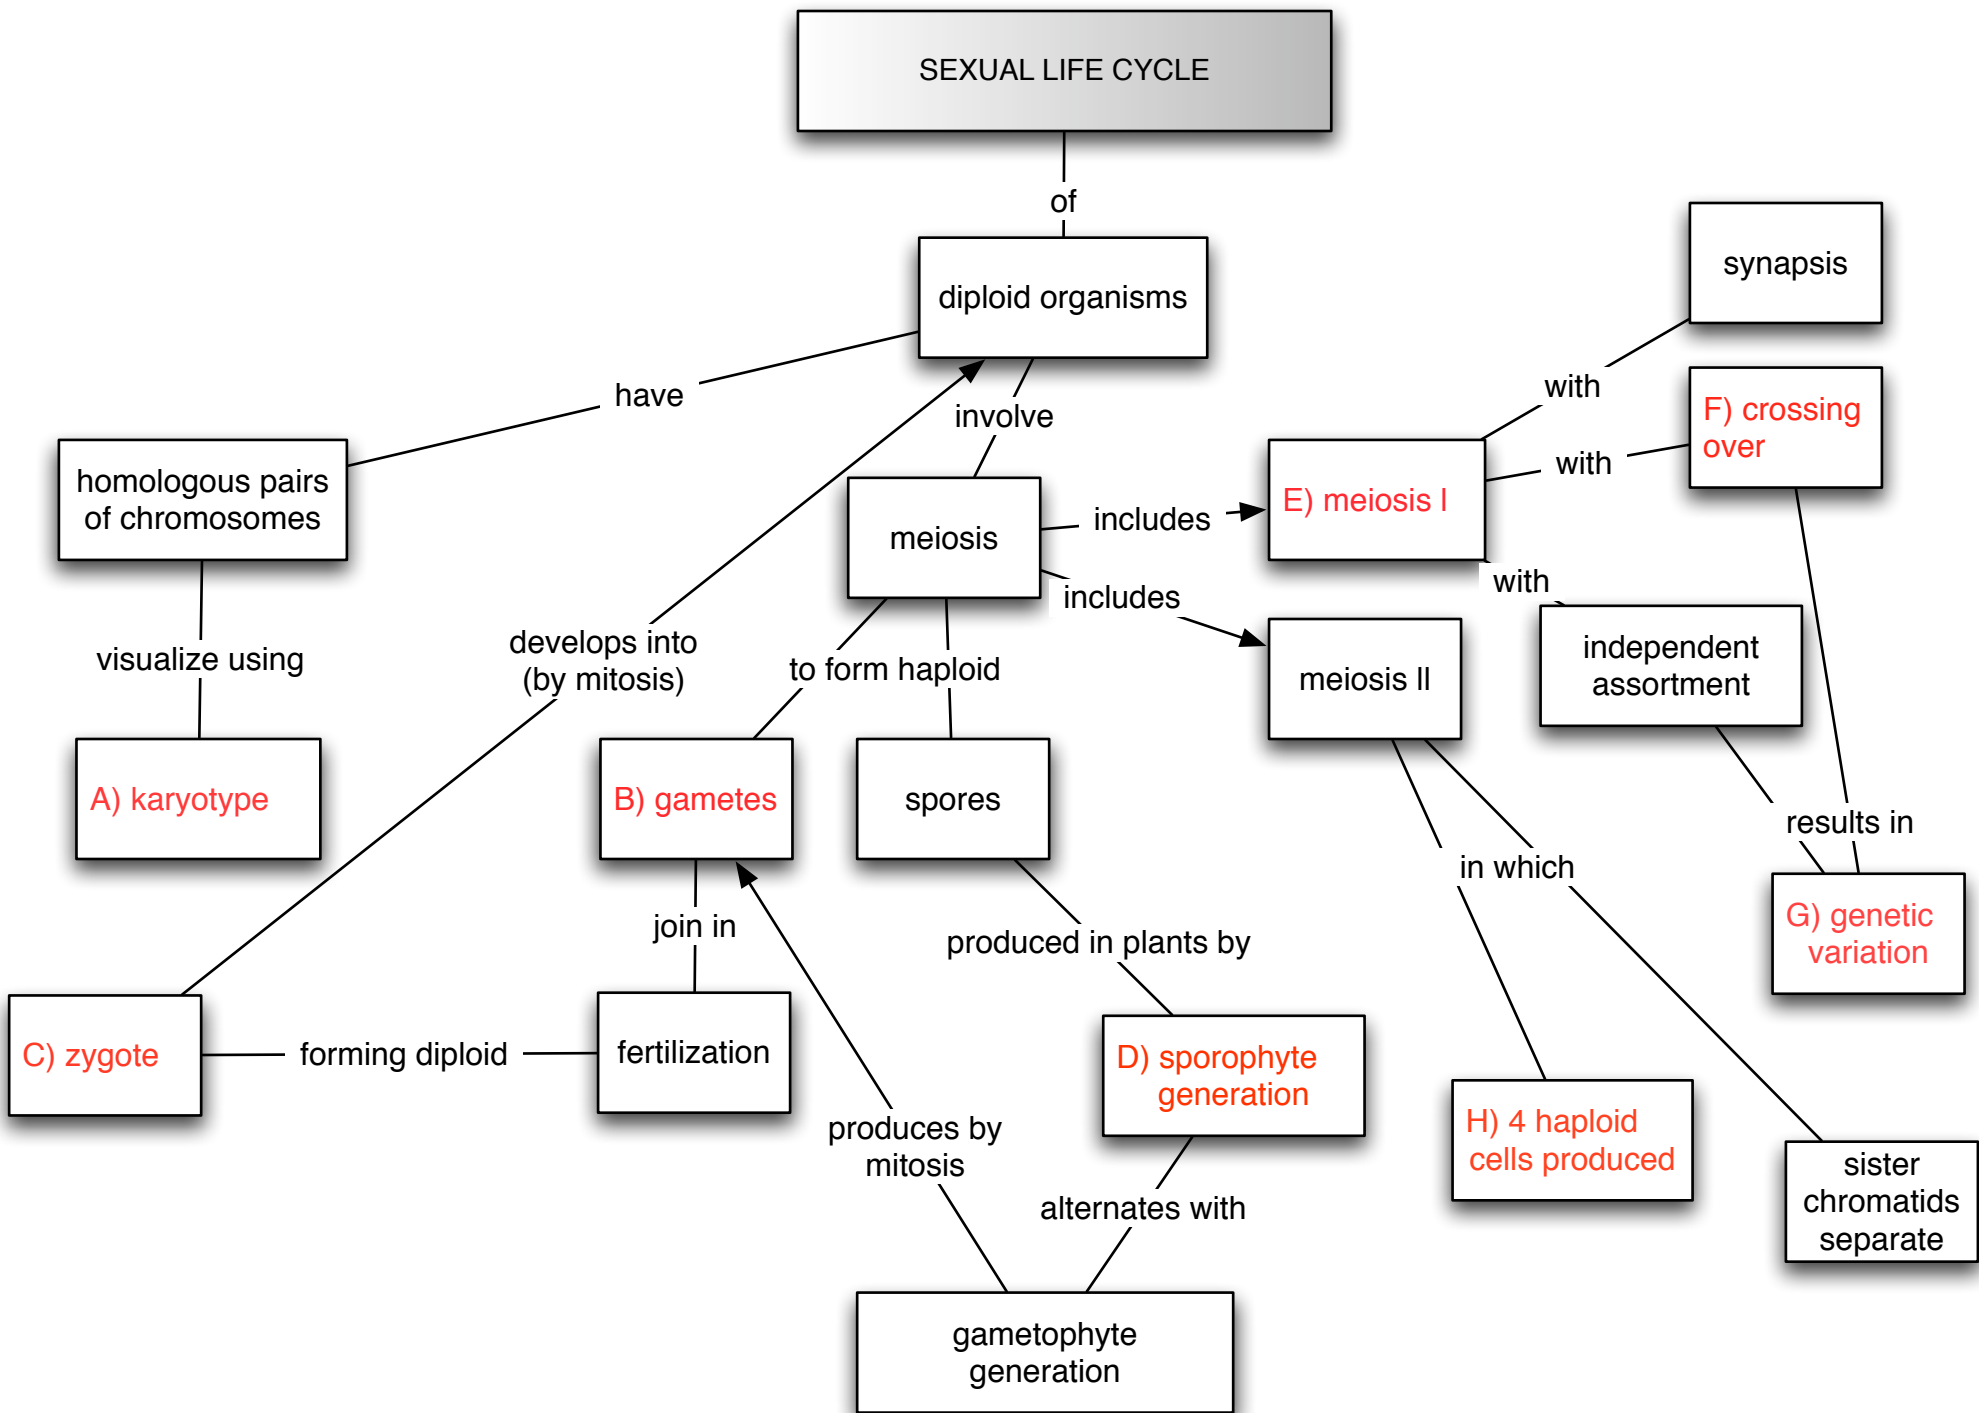 SEXUAL LIFE CYCLE
of
diploid organisms
synapsis
have
involve
with
F) crossing
over
with
homologous pairs
of chromosomes
meiosis
includes
E) meiosis I
with
includes
visualize using
develops into
(by mitosis)
to form haploid
meiosis II
independent
assortment
A) karyotype
B) gametes
spores
results in
in which
join in
produced in plants by
G) genetic
variation
C) zygote
forming diploid
fertilization
D) sporophyte
generation
produces by
mitosis
H) 4 haploid
cells produced
alternates with
sister
chromatids
separate
gametophyte
generation